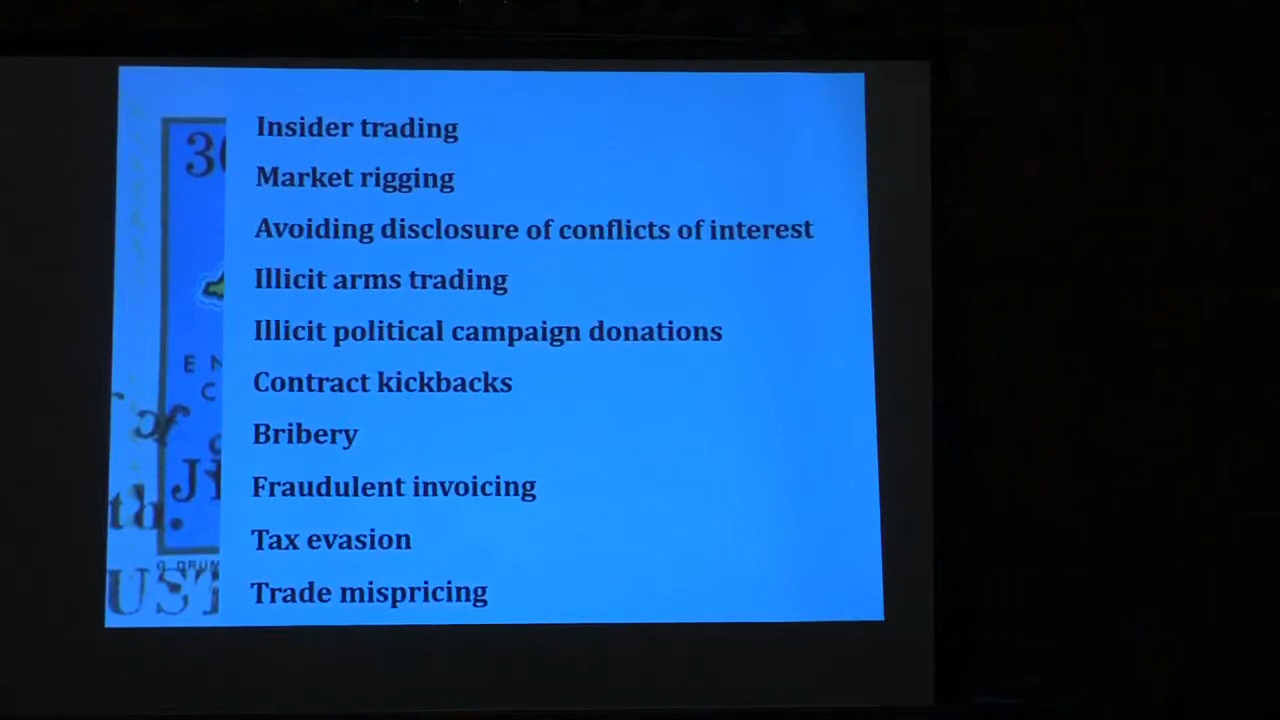 Insider trading
Market rigging
Avoiding disclosure of conflicts of interest
Illicit arms trading
Illicit political campaign donations
Contract kickbacks
Bribery
Fraudulent invoicing
Tax evasion
Trade mispricing